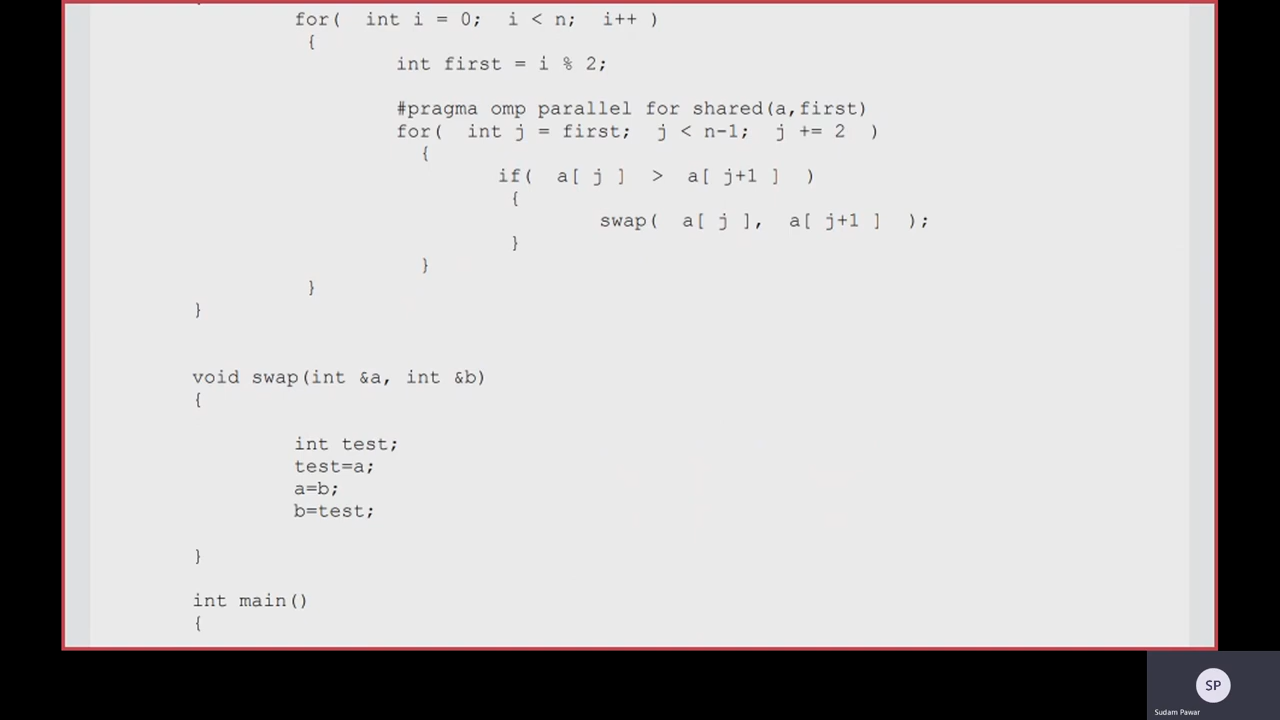 for(  int i = 0;  i < n;  i++ )
{
int first = i % 2;
#pragma omp parallel for shared(a,first)
for(  int j = first;  j < n-1;  j += 2  )
{
if(  a[ j ]  >  a[ j+1 ]  )
{
swap(  a[ j ],  a[ j+1 ]  );
}
}
}
}
void swap(int &a, int &b)
{
int test;
test=a;
a=b;
b=test;
}
int main()
{
SP
Sudam Pawar